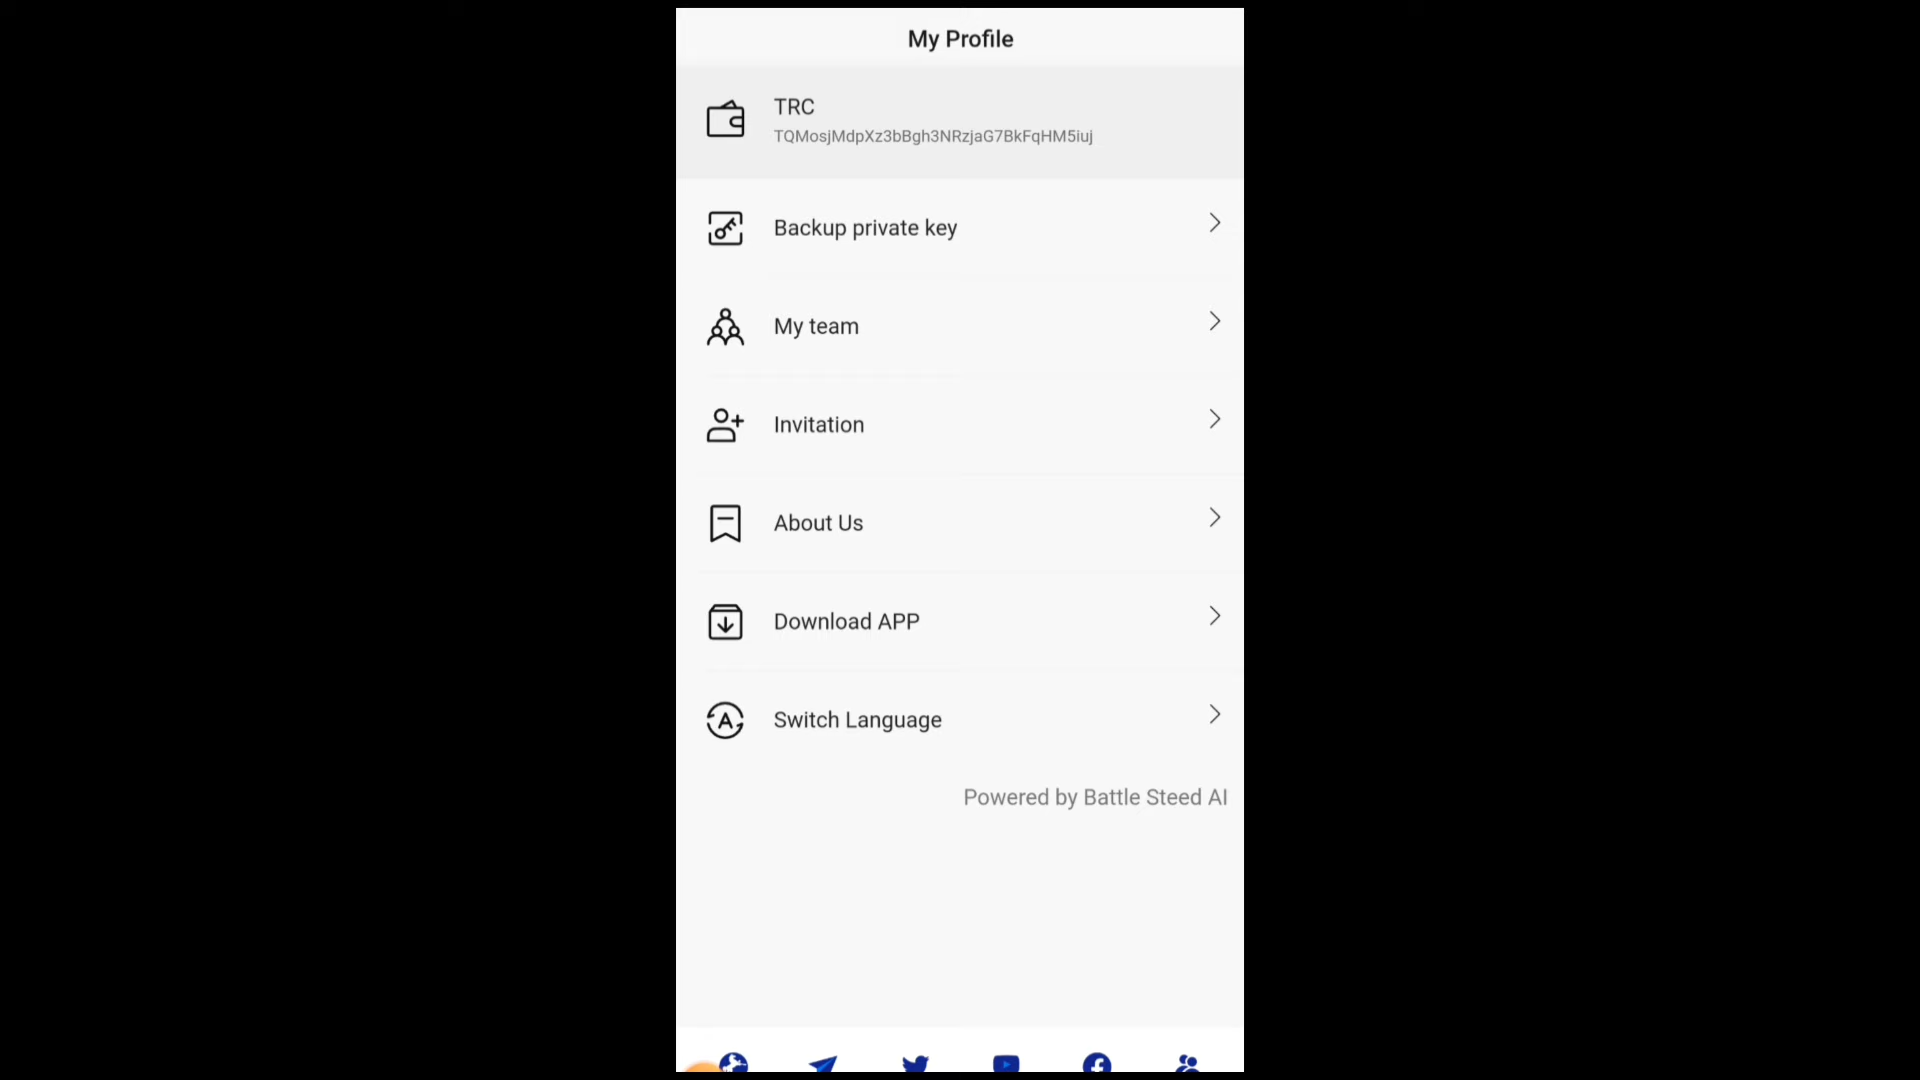 My Profile
TRC
TQMosjMdpXz3bBgh3NRzjaG7BkFqHM5iuj
Backup private key
My team
Invitation
About Us
Download APP
A
Switch Language
Powered by Battle Steed AI